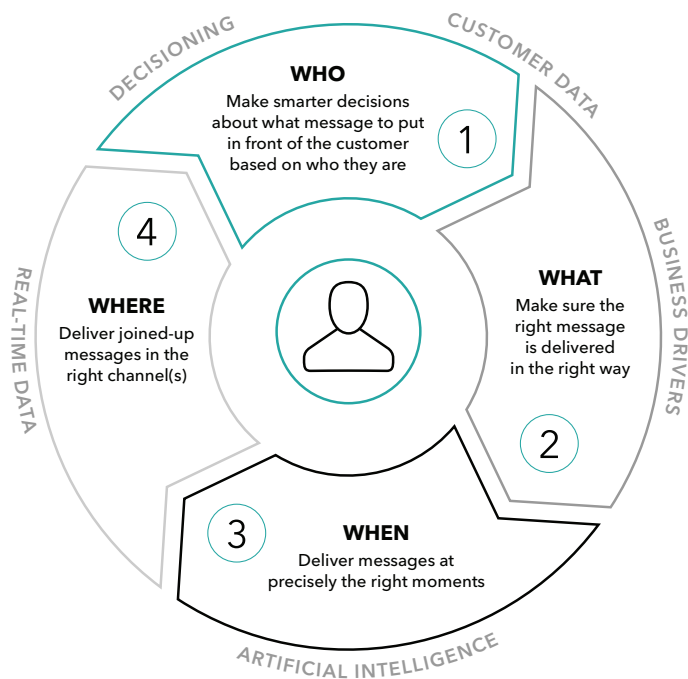 DECISIONING
CUSTOMER DATA
WHO
Make smarter decisions
about what message to put
in front of the customer
based on who they are
1
BUSINESS DRIVERS
WHAT
Make sure the
right message
is delivered
in the right way
2
3
WHEN
Deliver messages at
precisely the right moments
ARTIFICIAL INTELLIGENCE
4
WHERE
Deliver joined-up
messages in the
right channel(s)
REAL-TIME DATA